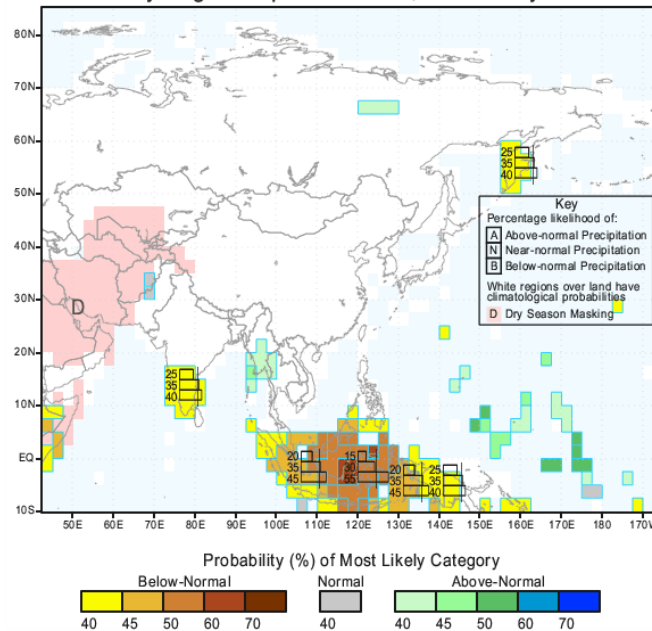 80N
70N
60N
50N
40N
30N
20N
10N
EQ
10S
50E 60E 70E 80E 90E 100E 110E 120E 130E 140E 150E 160E 170E 180 170W
D
25
35
40
25
35
40
20
35
45
15
30
55
20
35
45
25
35
40
Key
Percentage likelihood of:
A Above-normal Precipitation
N Near-normal Precipitation
B Below-normal Precipitation
White regions over land have
climatological probabilities
D Dry Season Masking
Probability (%) of Most Likely Category
Below-Normal Normal Above-Normal
40 45 50 60 70 40 40 45 50 60 70